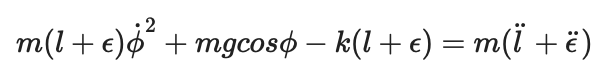 m(l + ϵ)ϕ̇² + mgcosϕ − k(l + ϵ) = m(l̈ + ϵ̈)